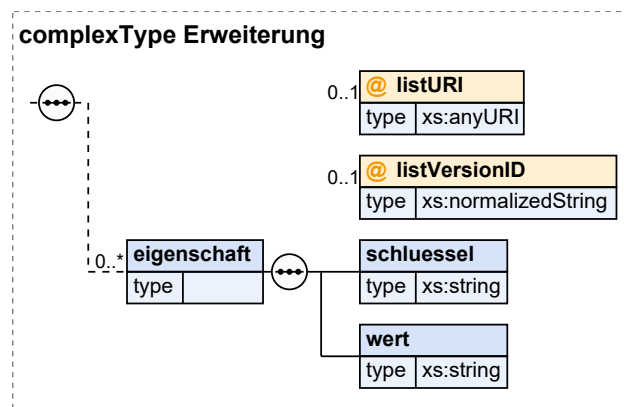 complexType Erweiterung
0..1
@ listURI
type xs:anyURI
0..1
@ listVersionID
type xs:normalizedString
0..*
eigenschaft
type
schluessel
type xs:string
wert
type xs:string